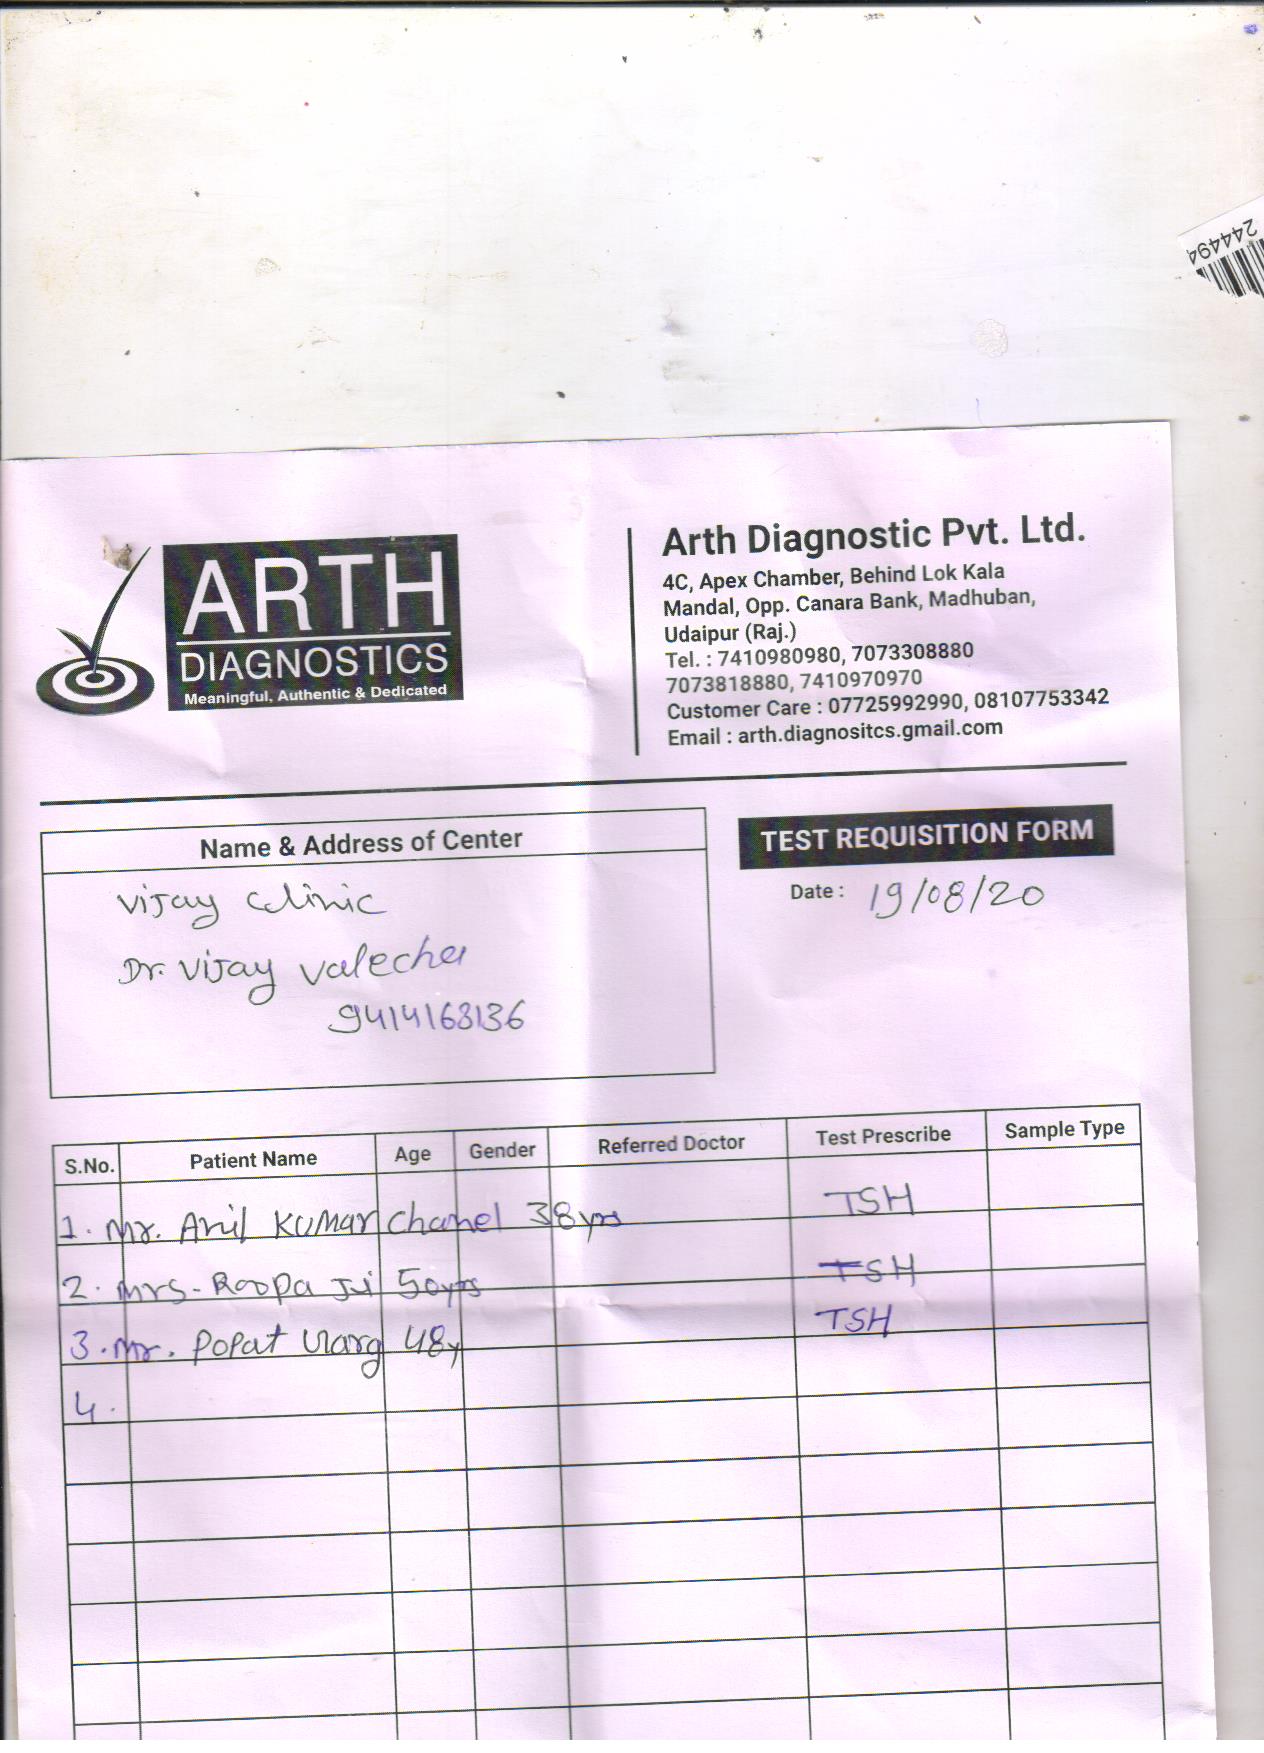 244494
ARTH
DIAGNOSTICS
Meaningful, Authentic & Dedicated
Arth Diagnostic Pvt. Ltd.
4C, Apex Chamber, Behind Lok Kala
Mandal, Opp. Canara Bank, Madhuban,
Udaipur (Raj.)
Tel. : 7410980980, 7073308880
7073818880, 7410970970
Customer Care : 07725992990, 08107753342
Email : arth.diagnositcs.gmail.com
Name & Address of Center
Vijay Clinic
Dr. Vijay Valecha
9414168136
TEST REQUISITION FORM
Date : 19/08/20
S.No. Patient Name Age Gender Referred Doctor Test Prescribe Sample Type
1. Mr. Anil Kumar Chanel 38yrs TSH
2. Mrs. Roopa Ji 50yrs TSH
3. Mr. Popat 48y TSH
4.